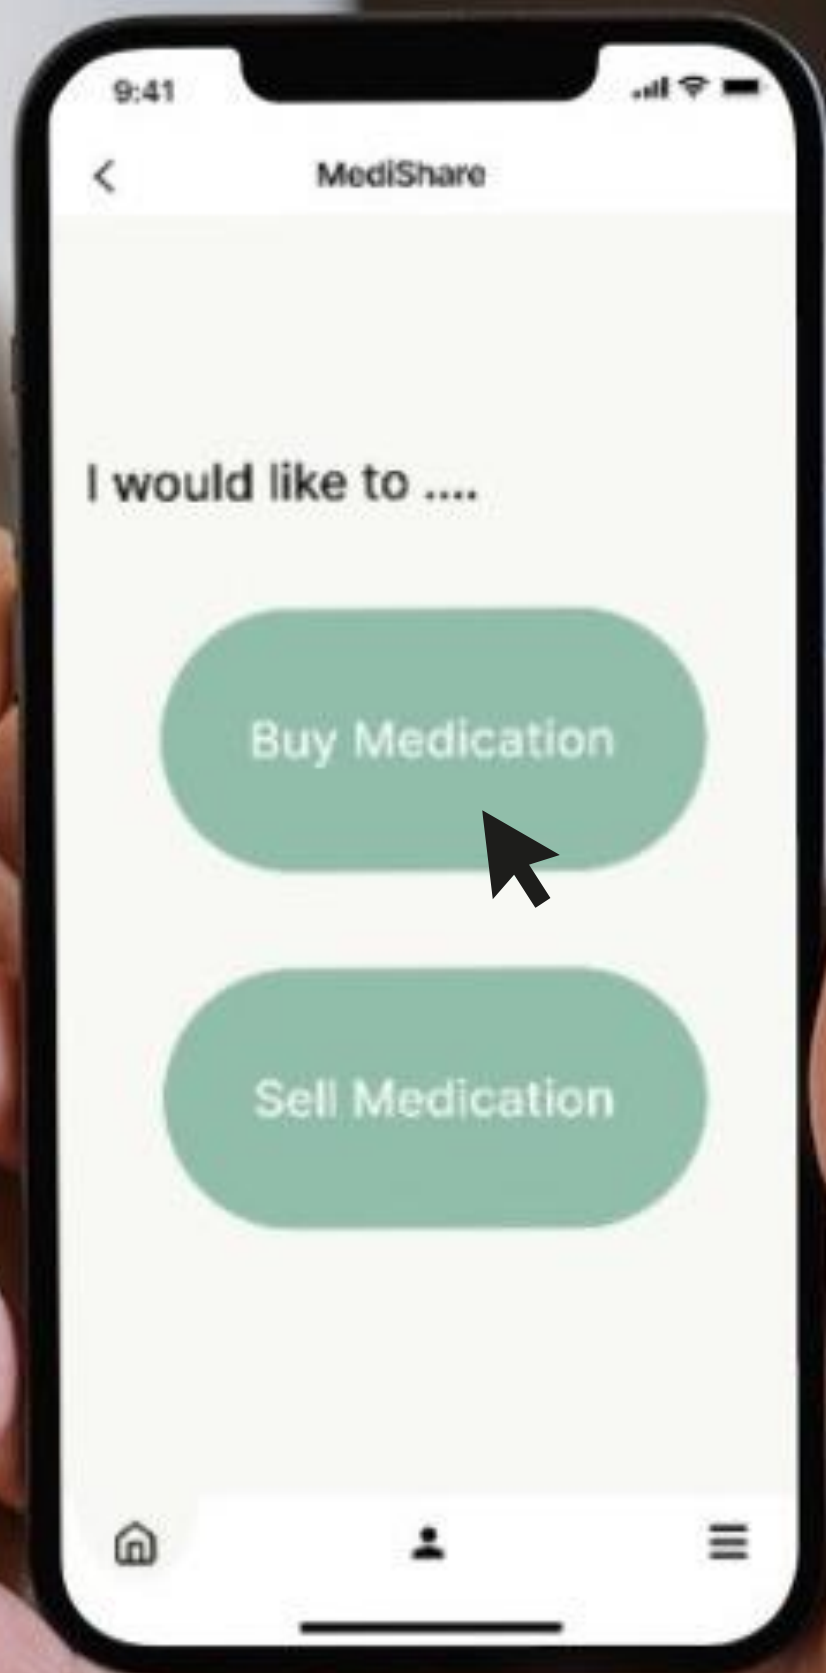 9:41
MediShare
I would like to ....
Buy Medication
Sell Medication